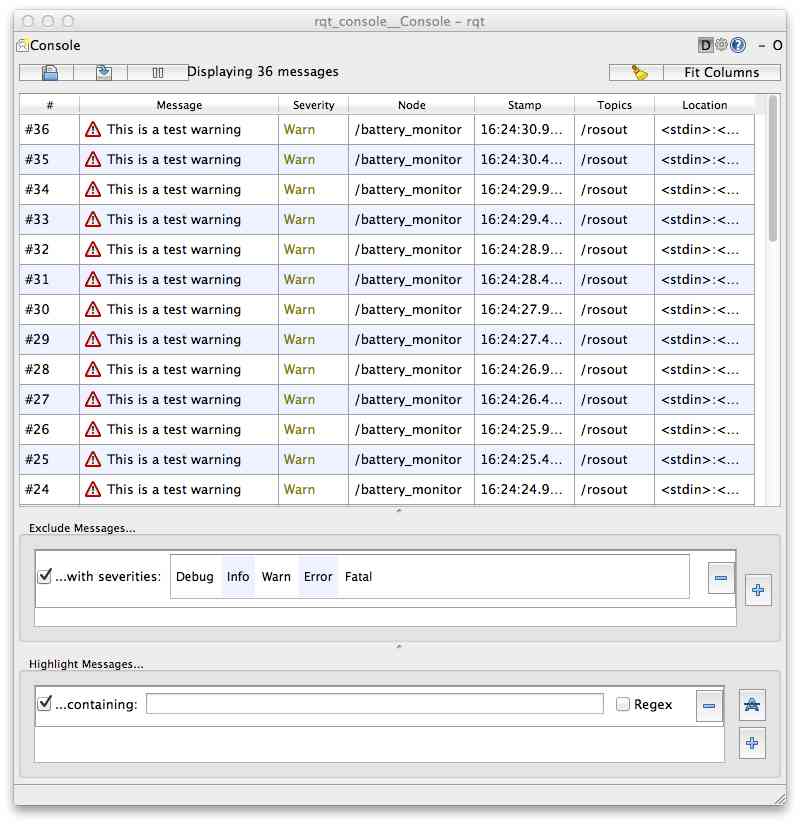 rqt_console__Console – rqt
Console D ? – O
Displaying 36 messages Fit Columns
# Message Severity Node Stamp Topics Location
#36 This is a test warning Warn /battery_monitor 16:24:30.9... /rosout <stdin>:<...
#35 This is a test warning Warn /battery_monitor 16:24:30.4... /rosout <stdin>:<...
#34 This is a test warning Warn /battery_monitor 16:24:29.9... /rosout <stdin>:<...
#33 This is a test warning Warn /battery_monitor 16:24:29.4... /rosout <stdin>:<...
#32 This is a test warning Warn /battery_monitor 16:24:28.9... /rosout <stdin>:<...
#31 This is a test warning Warn /battery_monitor 16:24:28.4... /rosout <stdin>:<...
#30 This is a test warning Warn /battery_monitor 16:24:27.9... /rosout <stdin>:<...
#29 This is a test warning Warn /battery_monitor 16:24:27.4... /rosout <stdin>:<...
#28 This is a test warning Warn /battery_monitor 16:24:26.9... /rosout <stdin>:<...
#27 This is a test warning Warn /battery_monitor 16:24:26.4... /rosout <stdin>:<...
#26 This is a test warning Warn /battery_monitor 16:24:25.9... /rosout <stdin>:<...
#25 This is a test warning Warn /battery_monitor 16:24:25.4... /rosout <stdin>:<...
#24 This is a test warning Warn /battery_monitor 16:24:24.9... /rosout <stdin>:<...
Exclude Messages...
...with severities: Debug Info Warn Error Fatal
Highlight Messages...
...containing: Regex